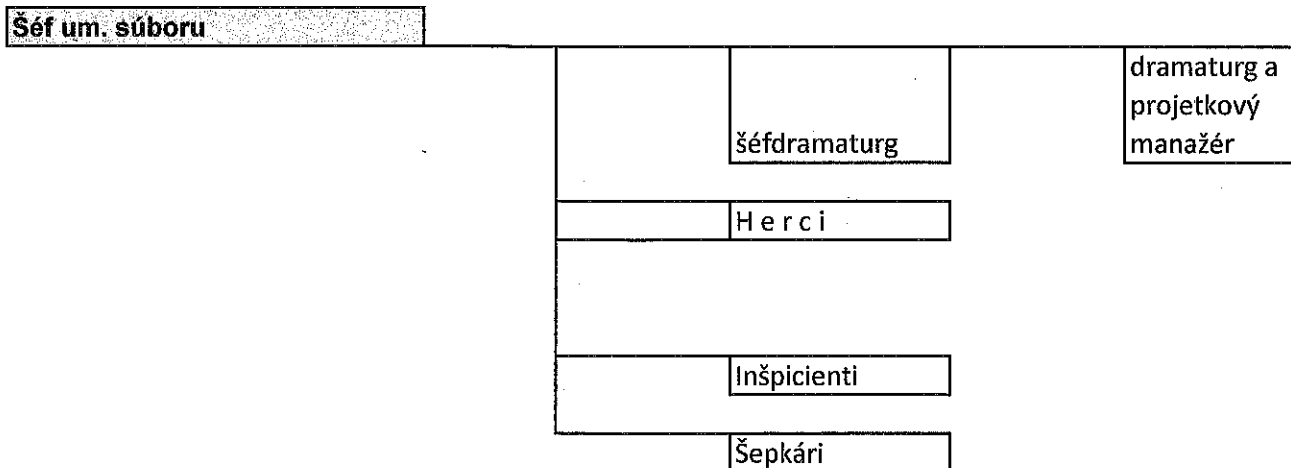 Šéf um. súboru
dramaturg a
projetkový
šéfdramaturg
manažér
H e r c i
Inšpicienti
Šepkári